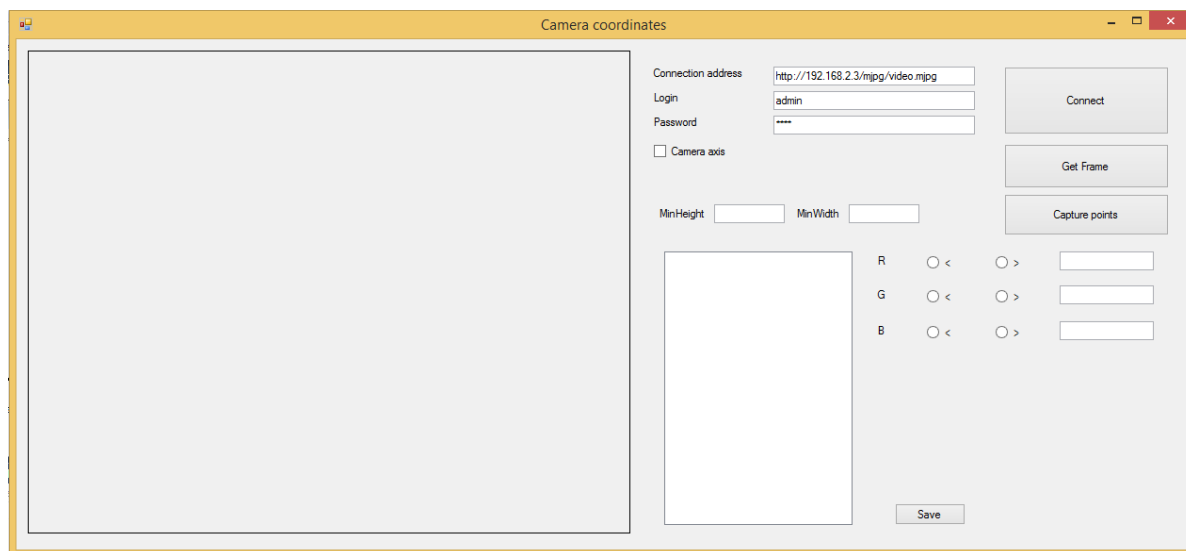 Camera coordinates
Connection address http://192.168.2.3/mjpg/video.mjpg
Connect
Login admin
Password ****
Camera axis
Get Frame
MinHeight MinWidth
Capture points
R < >
G < >
B < >
Save